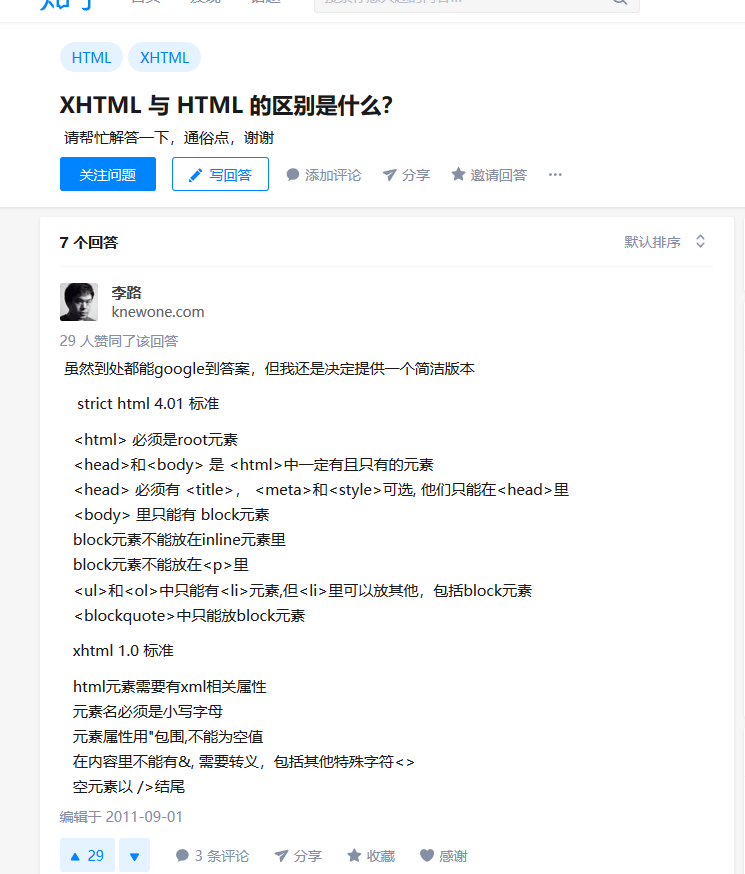 HTML XHTML
XHTML 与 HTML 的区别是什么？
请帮忙解答一下，通俗点，谢谢
关注问题 写回答 添加评论 分享 邀请回答 ...
7 个回答 默认排序
李路
knewone.com
29 人赞同了该回答
虽然到处都能google到答案，但我还是决定提供一个简洁版本
strict html 4.01 标准
<html> 必须是root元素
<head>和<body> 是 <html>中一定有且只有的元素
<head> 必须有 <title>， <meta>和<style>可选, 他们只能在<head>里
<body> 里只能有 block元素
block元素不能放在inline元素里
block元素不能放在<p>里
<ul>和<ol>中只能有<li>元素,但<li>里可以放其他，包括block元素
<blockquote>中只能放block元素
xhtml 1.0 标准
html元素需要有xml相关属性
元素名必须是小写字母
元素属性用"包围,不能为空值
在内容里不能有&, 需要转义，包括其他特殊字符<>
空元素以 />结尾
编辑于 2011-09-01
29 3 条评论 分享 收藏 感谢